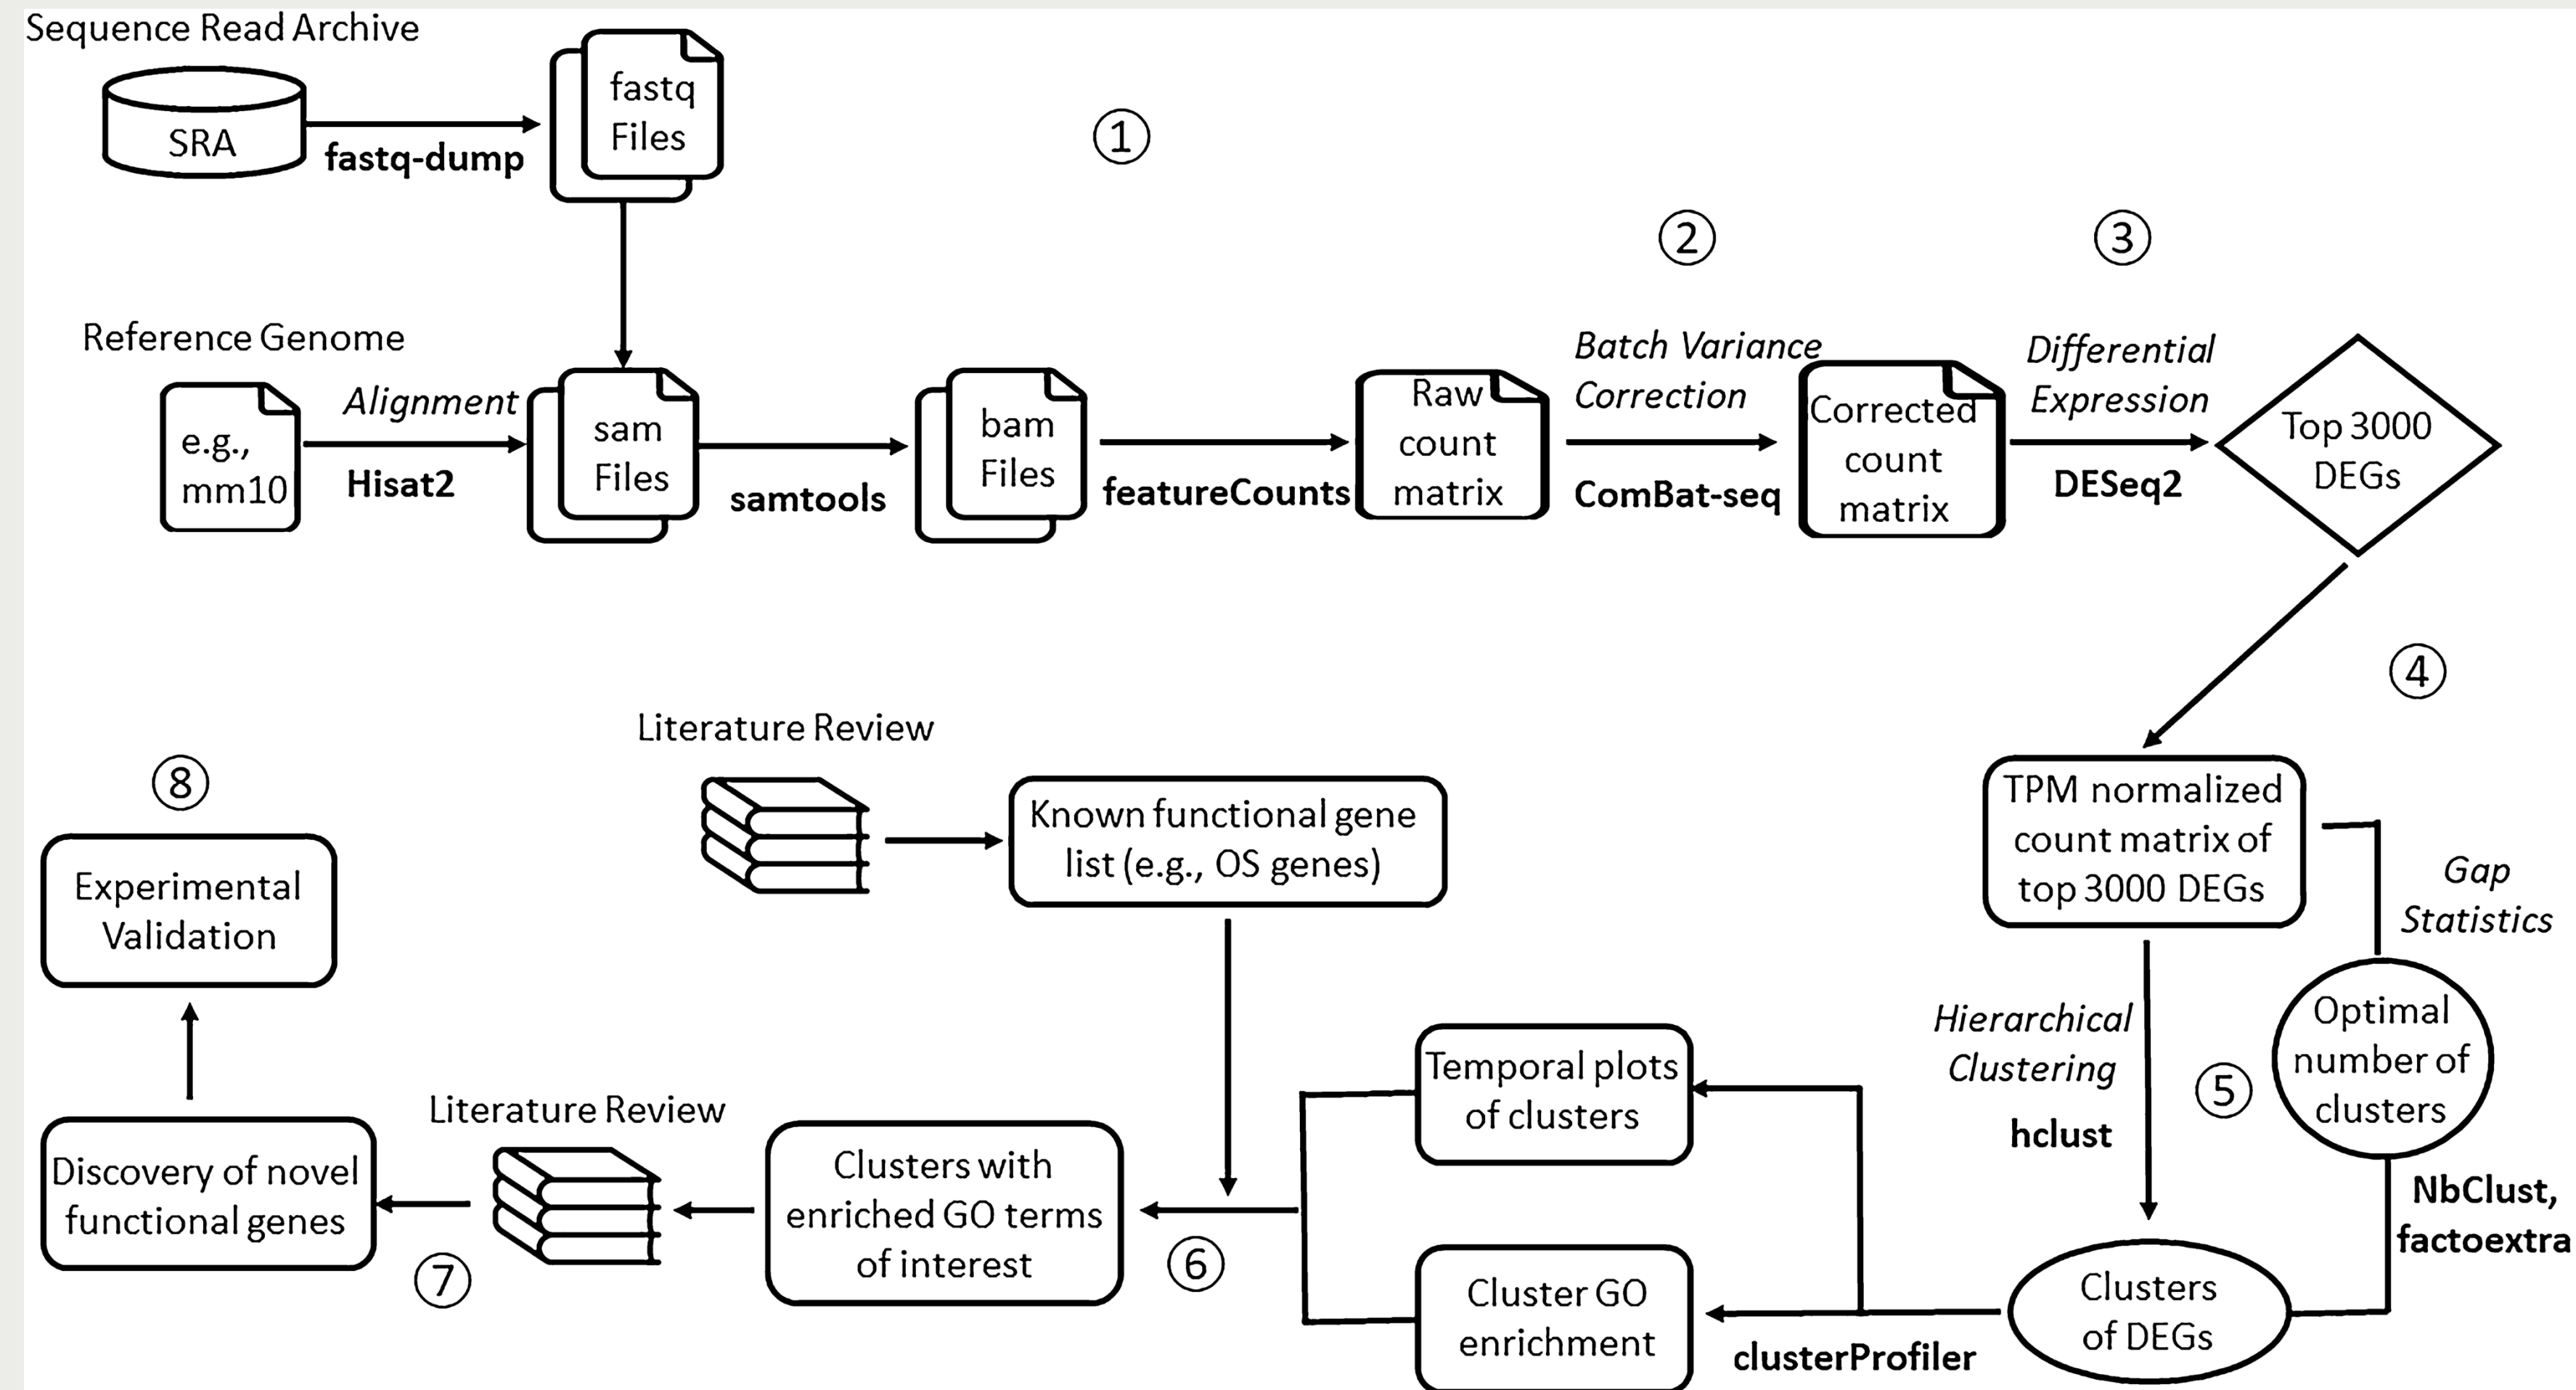 Sequence Read Archive
SRA
fastq-dump
fastq
Files
①
②
③
Reference Genome
e.g.,
mm10
Alignment
Hisat2
sam
Files
samtools
bam
Files
featureCounts
Raw
count
matrix
Batch Variance
Correction
ComBat-seq
Corrected
count
matrix
Differential
Expression
DESeq2
Top 3000
DEGs
④
TPM normalized
count matrix of
top 3000 DEGs
Gap
Statistics
Optimal
number of
clusters
NbClust,
factoextra
Hierarchical
Clustering
hclust
⑤
Clusters
of DEGs
clusterProfiler
Temporal plots
of clusters
Cluster GO
enrichment
Literature Review
Known functional gene
list (e.g., OS genes)
⑥
Clusters with
enriched GO terms
of interest
Literature Review
⑦
Discovery of novel
functional genes
⑧
Experimental
Validation